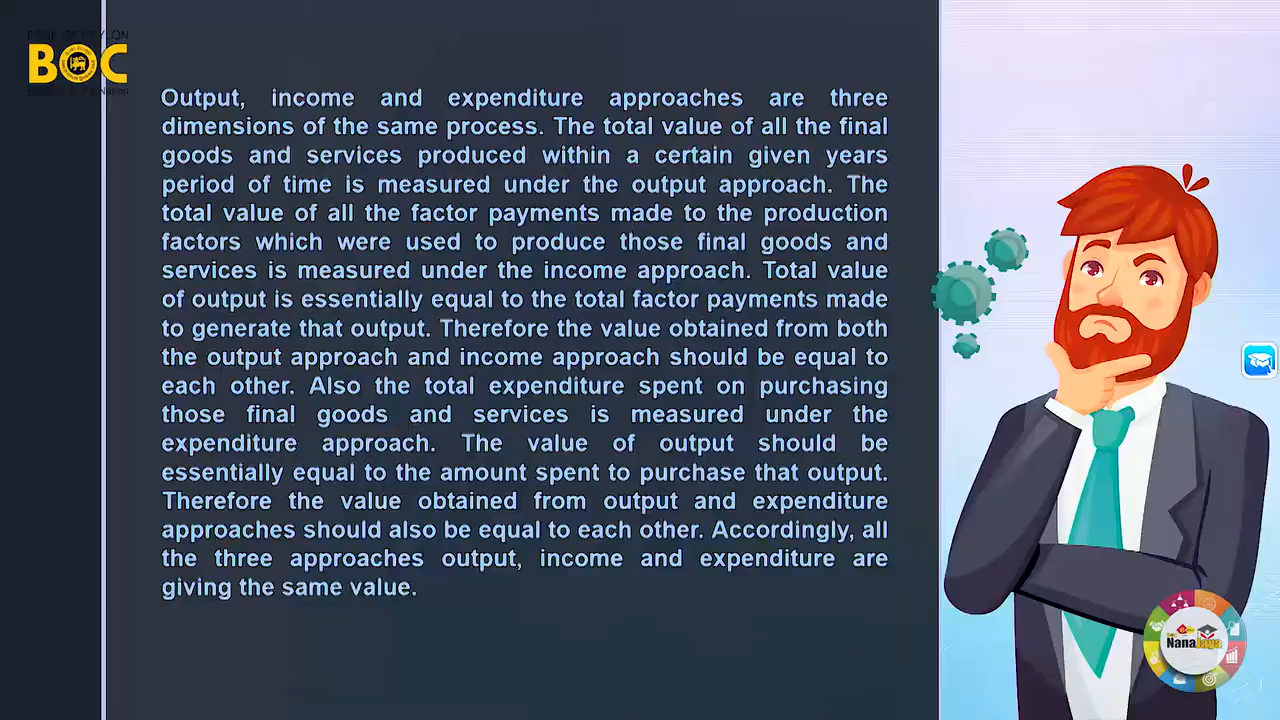 BOC
Output, income and expenditure approaches are three
dimensions of the same process. The total value of all the final
goods and services produced within a certain given years
period of time is measured under the output approach. The
total value of all the factor payments made to the production
factors which were used to produce those final goods and
services is measured under the income approach. Total value
of output is essentially equal to the total factor payments made
to generate that output. Therefore the value obtained from both
the output approach and income approach should be equal to
each other. Also the total expenditure spent on purchasing
those final goods and services is measured under the
expenditure approach. The value of output should be
essentially equal to the amount spent to purchase that output.
Therefore the value obtained from output and expenditure
approaches should also be equal to each other. Accordingly, all
the three approaches output, income and expenditure are
giving the same value.
NanaJaya